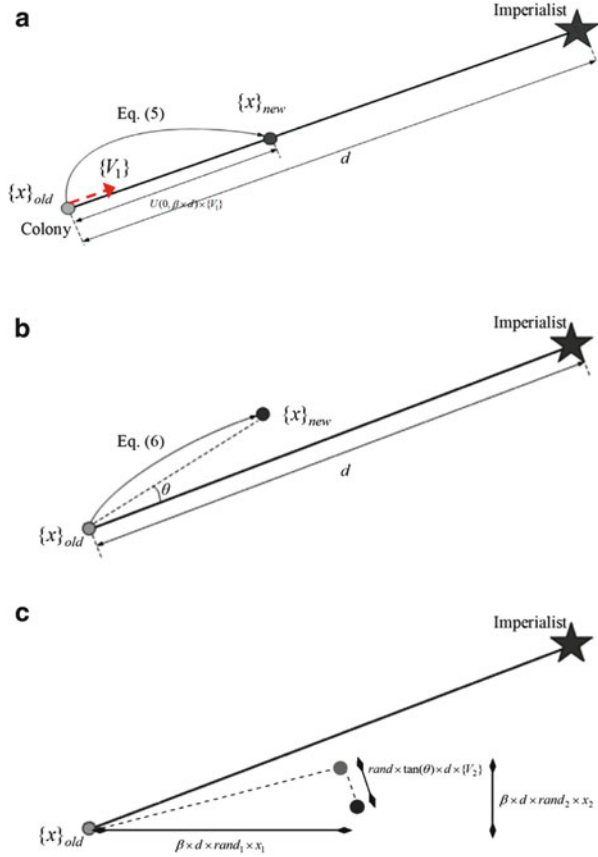 a
Imperialist
{x}new
Eq. (5)
{V1}
d
{x}old
U(0, β×d)×{V1}
Colony
b
Imperialist
{x}new
Eq. (6)
d
θ
{x}old
c
Imperialist
rand×tan(θ)×d×{V2}
β×d×rand2×x2
{x}old
β×d×rand1×x1